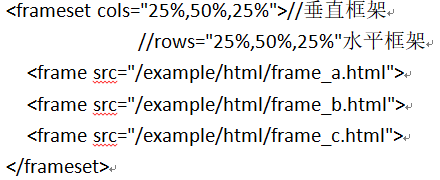 <frameset cols="25%,50%,25%">//垂直框架
//rows="25%,50%,25%"水平框架
<frame src="/example/html/frame_a.html">
<frame src="/example/html/frame_b.html">
<frame src="/example/html/frame_c.html">
</frameset>